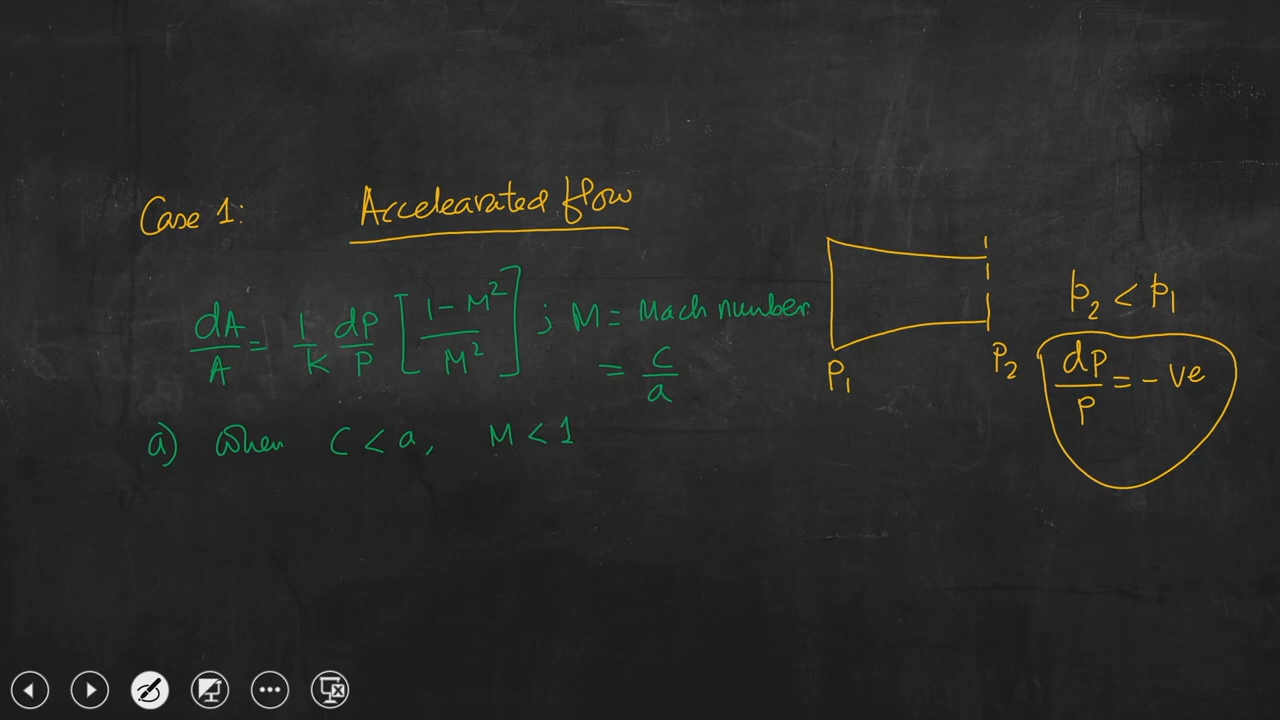 Case 1: Accelearated flow
dA/A = 1/k dp/p [1-M²/M²] ; M = Mach number
= c/a
a) when c < a, M < 1
P₁
P₂
p₂ < p₁
dp/p = -ve